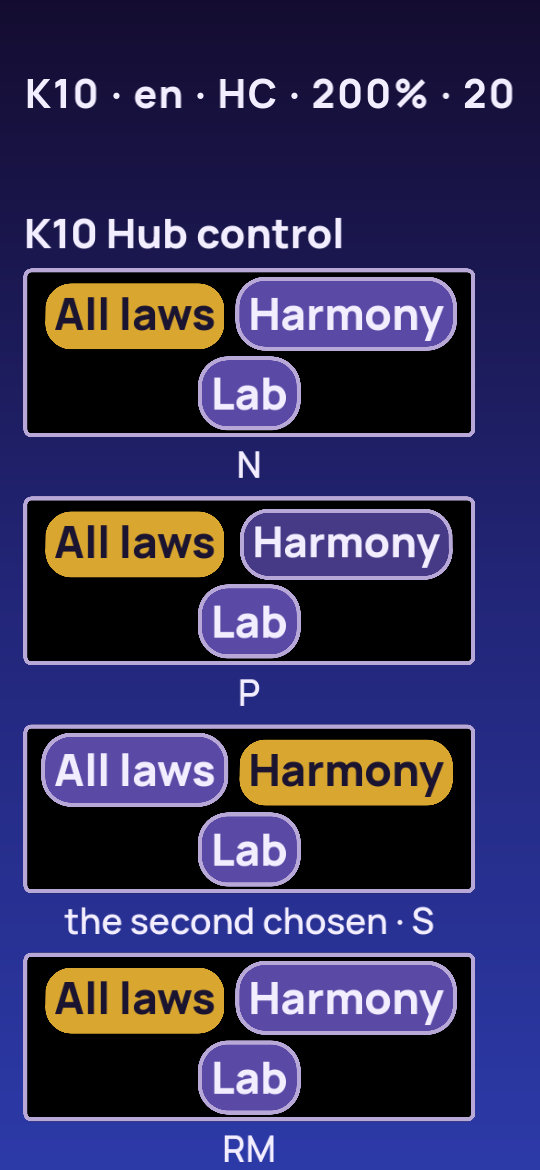 K10 · en · HC · 200% · 20
K10 Hub control
All laws Harmony
Lab
N
All laws Harmony
Lab
P
All laws Harmony
Lab
the second chosen · S
All laws Harmony
Lab
RM